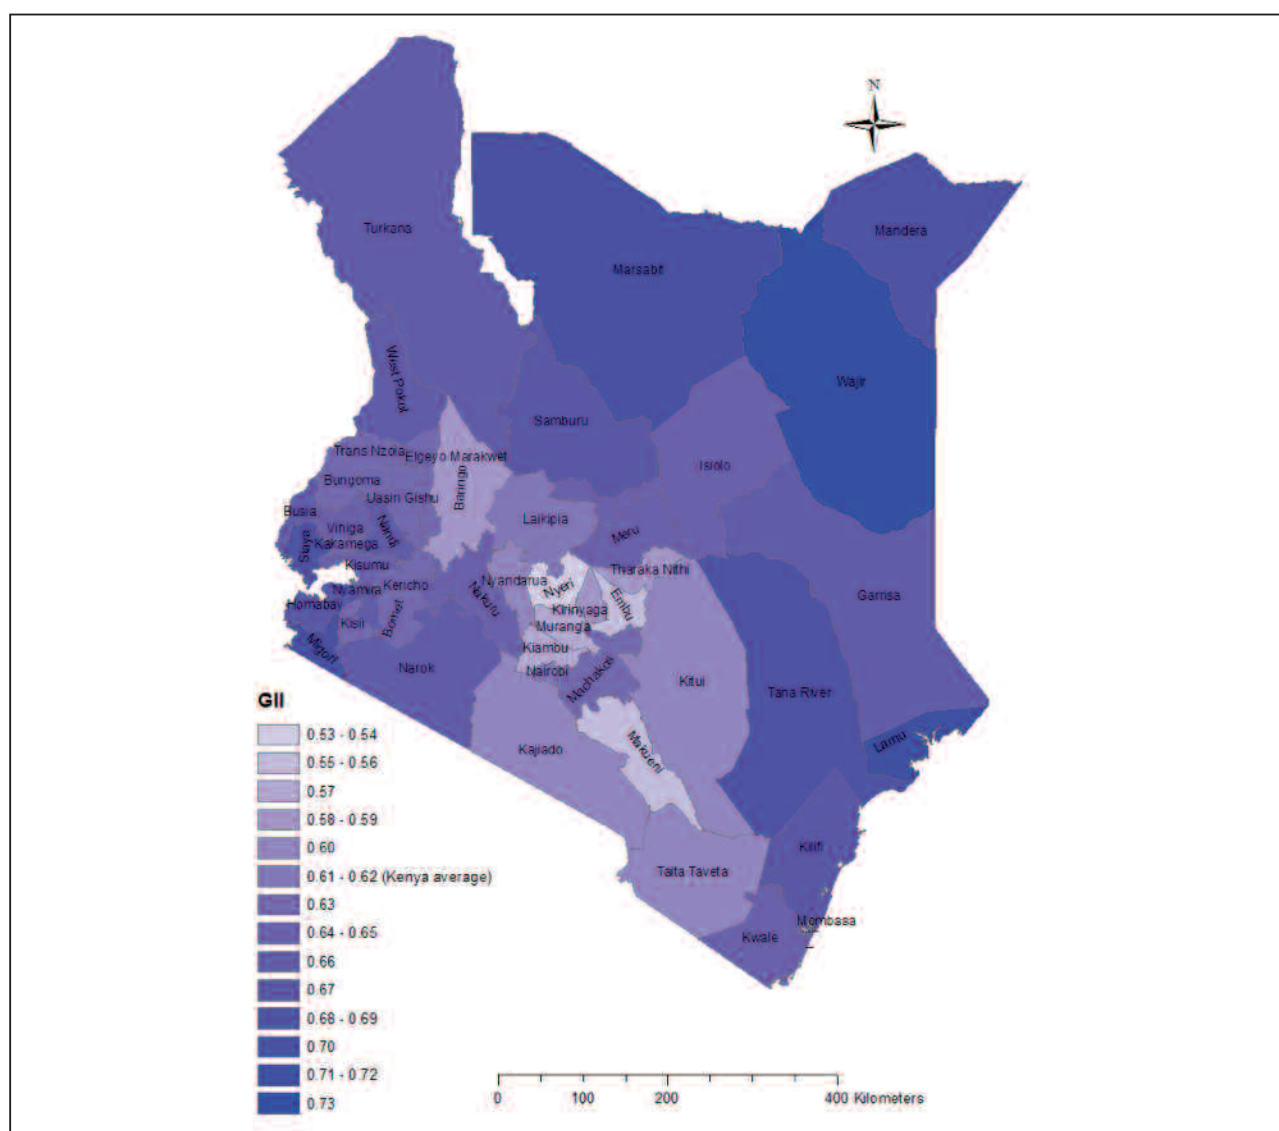 N
Turkana
Mandera
Marsabit
Wajir
West Pokot
Samburu
Trans Nzoia
Elgeyo Marakwet
Isiolo
Bungoma
Baringo
Uasin Gishu
Busia
Laikipia
Vihiga
Nandi
Siaya
Kakamega
Meru
Kisumu
Tharaka Nithi
Nyandarua
Nyeri
Kericho
Nyamira
Nakuru
Embu
Garrisa
Homabay
Kirinyaga
Kisii
Bomet
Muranga
Migori
Kiambu
Narok
Nairobi
Machakos
Kitui
Tana River
Lamu
Kajiado
Makueni
Kilifi
Taita Taveta
Mombasa
Kwale
GII
0.53 - 0.54
0.55 - 0.56
0.57
0.58 - 0.59
0.60
0.61 - 0.62 (Kenya average)
0.63
0.64 - 0.65
0.66
0.67
0.68 - 0.69
0.70
0.71 - 0.72
0.73
0 100 200 400 Kilometers